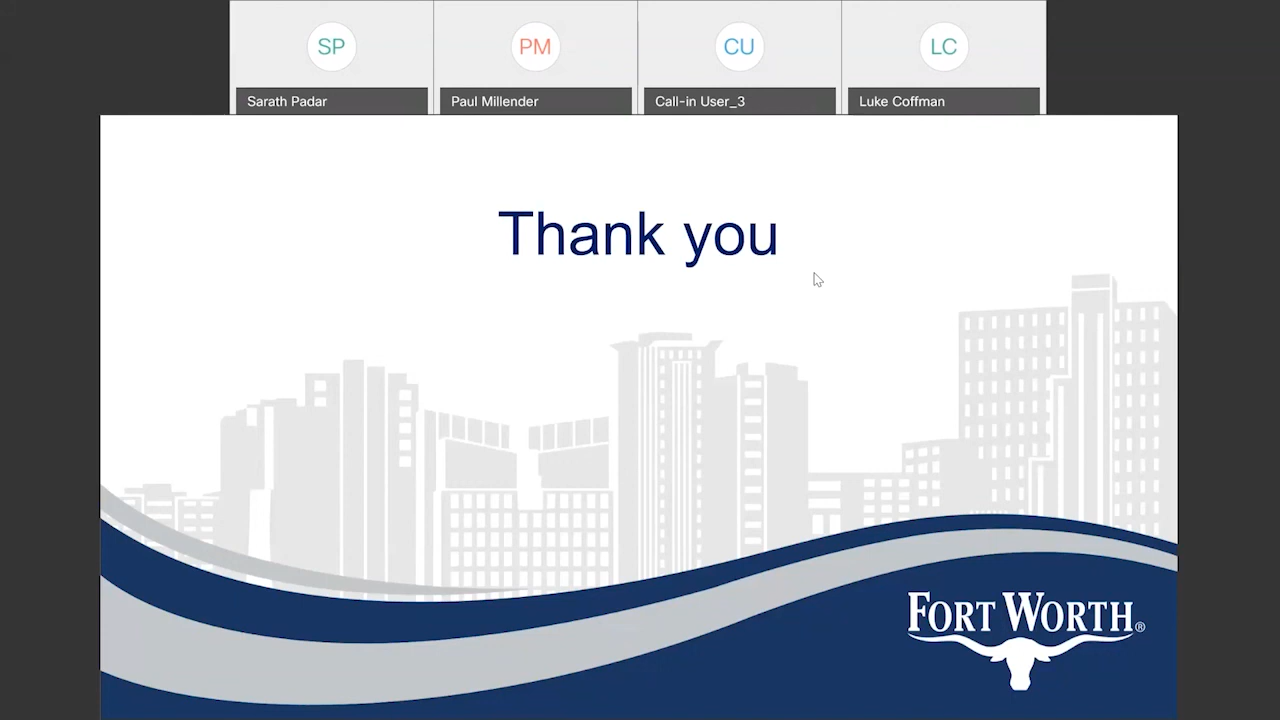 SP
PM
CU
LC
Sarath Padar
Paul Millender
Call-in User_3
Luke Coffman
Thank you
FORT WORTH®